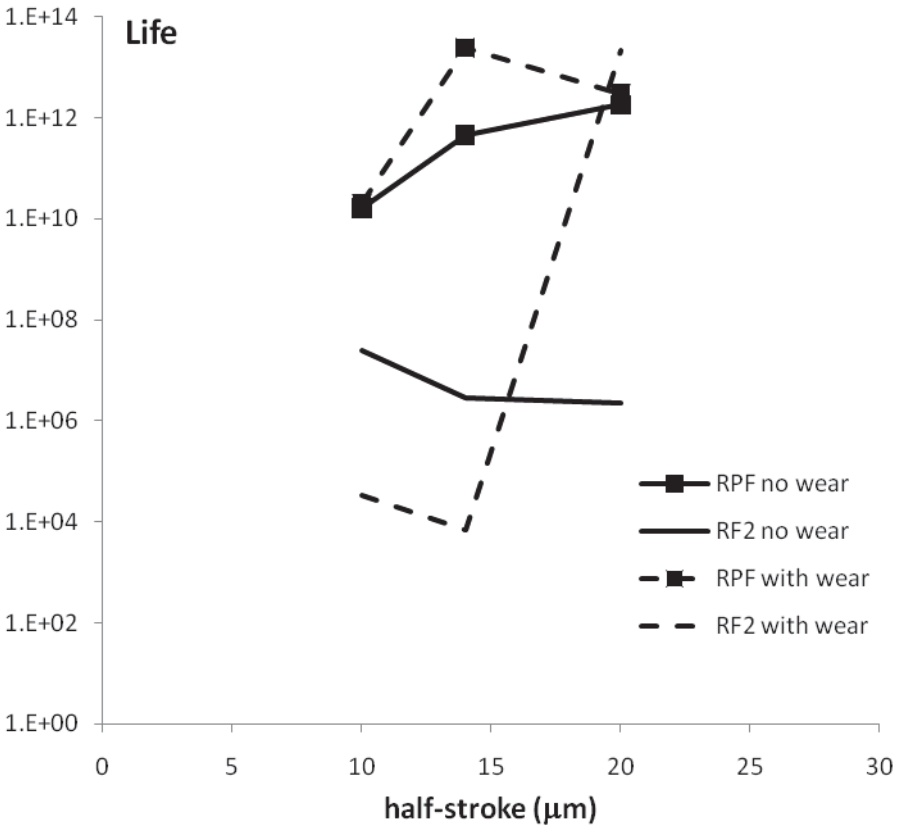 Life
1.E+14
1.E+12
1.E+10
1.E+08
1.E+06
1.E+04
1.E+02
1.E+00
0 5 10 15 20 25 30
half-stroke (μm)
RPF no wear
RF2 no wear
RPF with wear
RF2 with wear